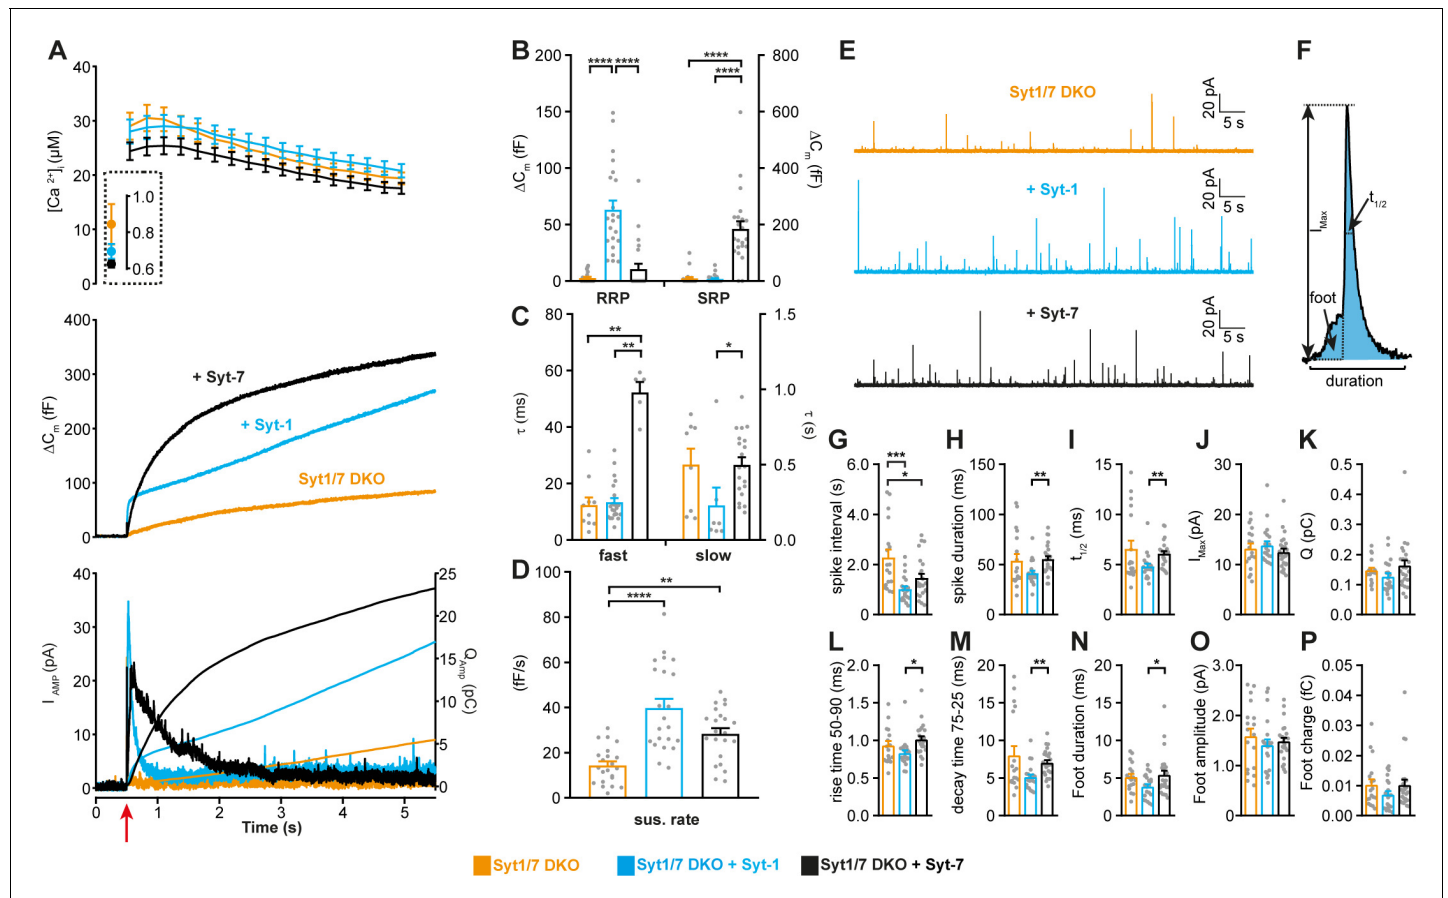 A
[Ca 2+]i (µM)
40
30
20
10
0
1.0
0.8
0.6
ΔCm (fF)
400
300
200
100
0
+ Syt-7
+ Syt-1
Syt1/7 DKO
I AMP (pA)
40
30
20
10
0
25
20
15
10
5
0
QAmp (pC)
0 1 2 3 4 5
Time (s)
B
ΔCm (fF)
200
150
100
50
0
**** ****
****
****
800
600
400
200
0
ΔCm (fF)
RRP SRP
C
τ (ms)
80
60
40
20
0
**
**
*
1.5
1.0
0.5
0.0
τ (s)
fast slow
D
(fF/s)
100
80
60
40
20
0
**
****
sus. rate
E
Syt1/7 DKO
20 pA
5 s
+ Syt-1
20 pA
5 s
+ Syt-7
20 pA
5 s
F
IMax
t1/2
foot
duration
G
spike interval (s)
6.0
4.0
2.0
0
***
*
H
spike duration (ms)
150
100
50
0
**
I
t1/2 (ms)
15
10
5
0
**
J
IMax(pA)
30
20
10
0
K
Q (pC)
0.5
0.4
0.3
0.2
0.1
0.0
L
rise time 50-90 (ms)
2.0
1.5
1.0
0.5
0.0
*
M
decay time 75-25 (ms)
20
15
10
5
0
**
N
Foot duration (ms)
20
15
10
5
0
*
O
Foot amplitude (pA)
3.0
2.0
1.0
0.0
P
Foot charge (fC)
0.05
0.04
0.03
0.02
0.01
0.00
Syt1/7 DKO Syt1/7 DKO + Syt-1 Syt1/7 DKO + Syt-7